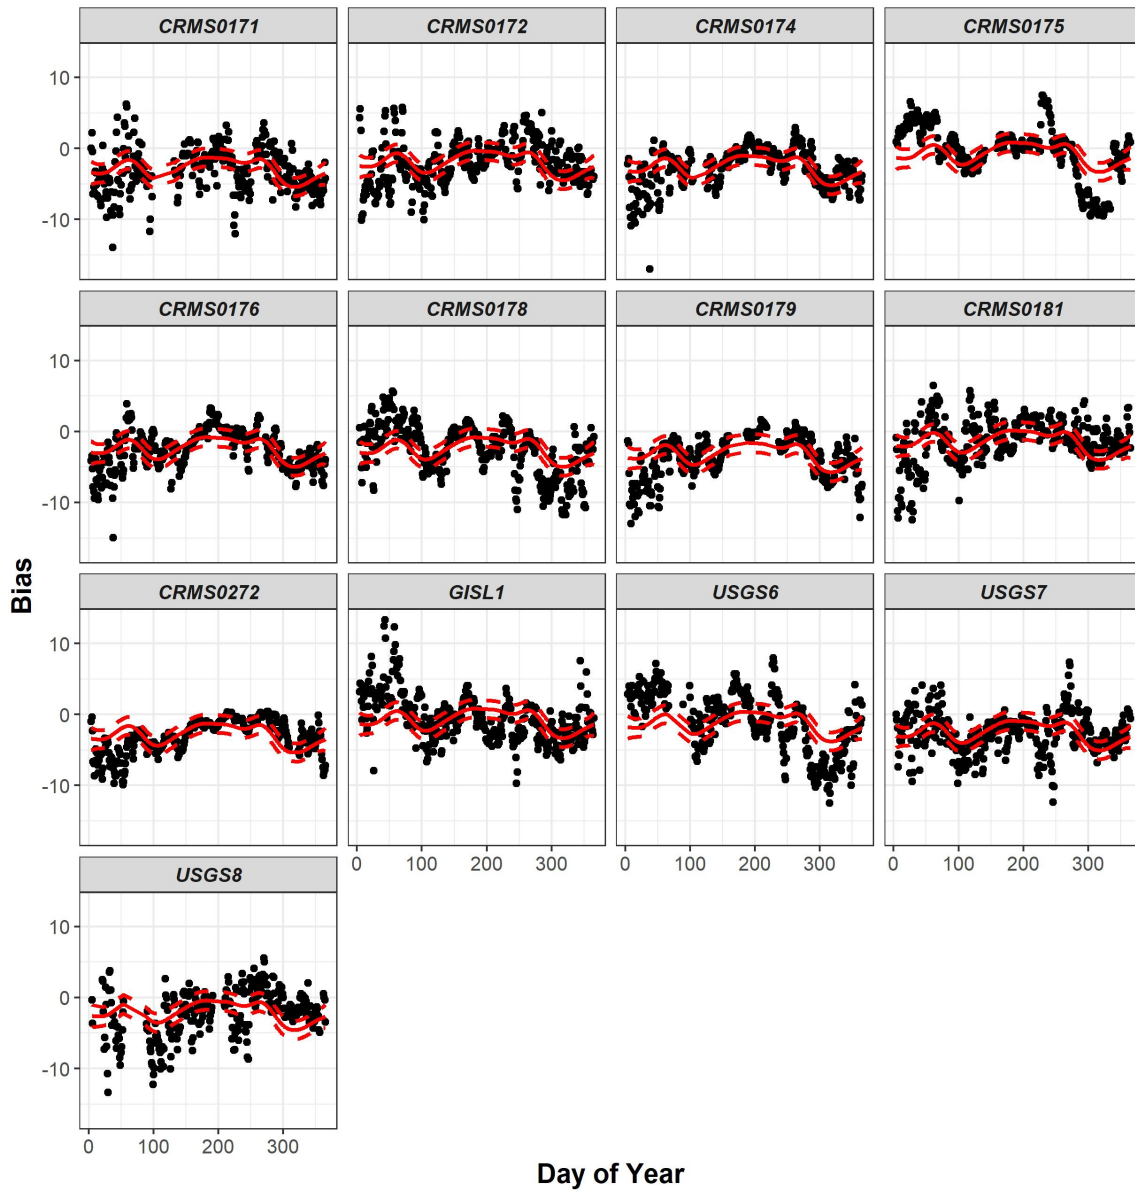 CRMS0171 CRMS0172 CRMS0174 CRMS0175
10
0
-10
CRMS0176 CRMS0178 CRMS0179 CRMS0181
10
0
-10
CRMS0272 GISL1 USGS6 USGS7
10
0
-10
0 100 200 300 0 100 200 300 0 100 200 300
USGS8
10
0
-10
0 100 200 300
Bias
Day of Year